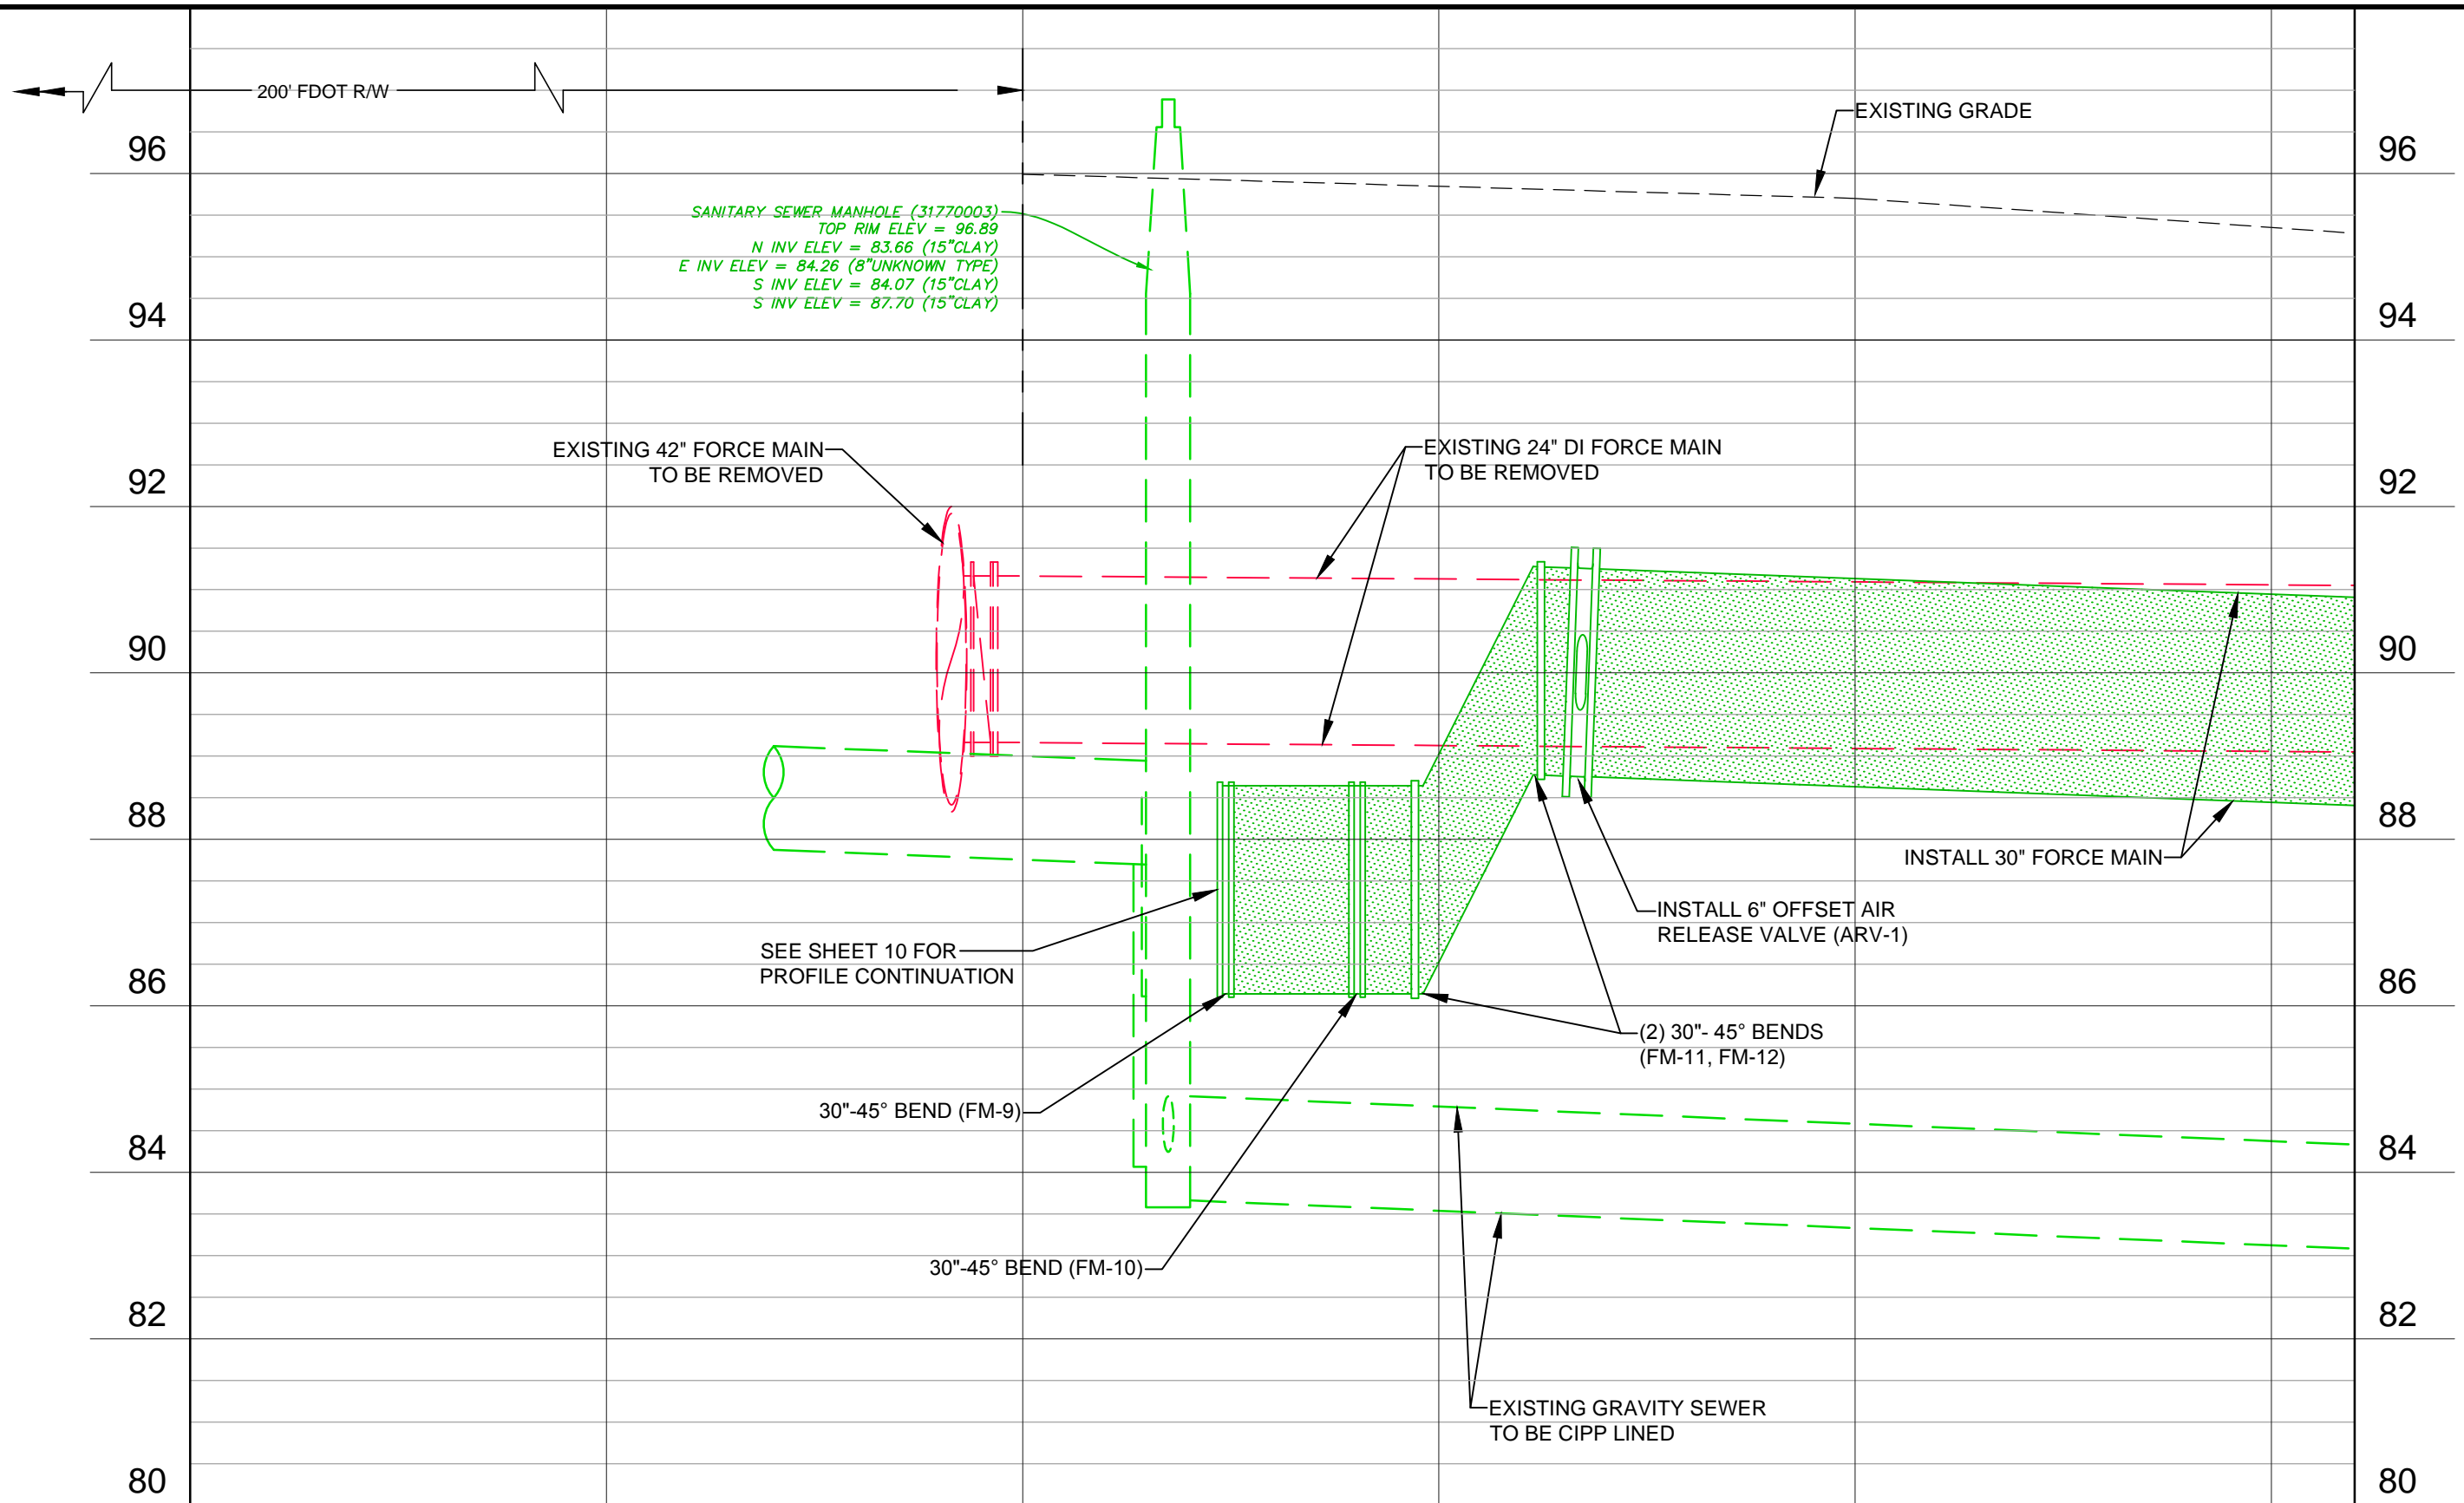 200' FDOT R/W
EXISTING GRADE
96
96
SANITARY SEWER MANHOLE (31770003)
TOP RIM ELEV = 96.89
N INV ELEV = 83.66 (15"CLAY)
E INV ELEV = 84.26 (8"UNKNOWN TYPE)
S INV ELEV = 84.07 (15"CLAY)
S INV ELEV = 87.70 (15"CLAY)
94
94
EXISTING 42" FORCE MAIN
TO BE REMOVED
EXISTING 24" DI FORCE MAIN
TO BE REMOVED
92
92
90
90
88
88
INSTALL 30" FORCE MAIN
INSTALL 6" OFFSET AIR
RELEASE VALVE (ARV-1)
SEE SHEET 10 FOR
PROFILE CONTINUATION
86
86
(2) 30"- 45° BENDS
(FM-11, FM-12)
30"-45° BEND (FM-9)
84
84
30"-45° BEND (FM-10)
82
82
EXISTING GRAVITY SEWER
TO BE CIPP LINED
80
80